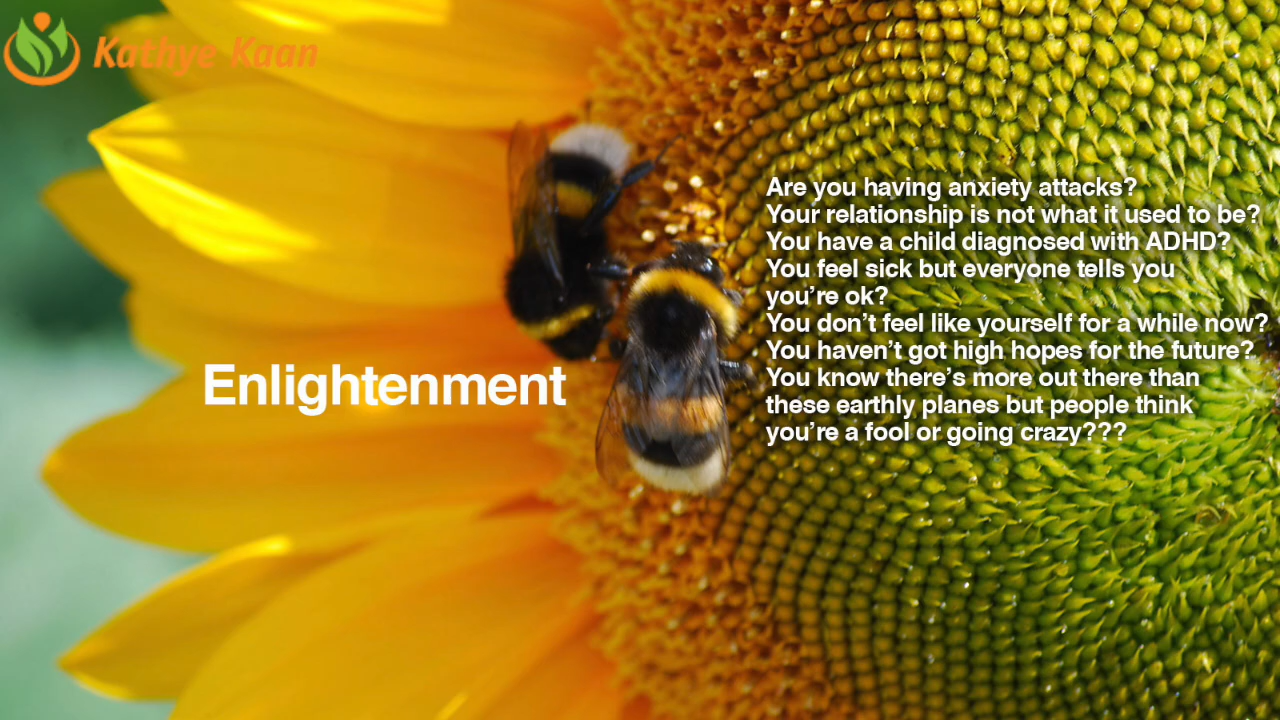 Kathye Kaan
Enlightenment
Are you having anxiety attacks?
Your relationship is not what it used to be?
You have a child diagnosed with ADHD?
You feel sick but everyone tells you
you’re ok?
You don’t feel like yourself for a while now?
You haven’t got high hopes for the future?
You know there’s more out there than
these earthly planes but people think
you’re a fool or going crazy???